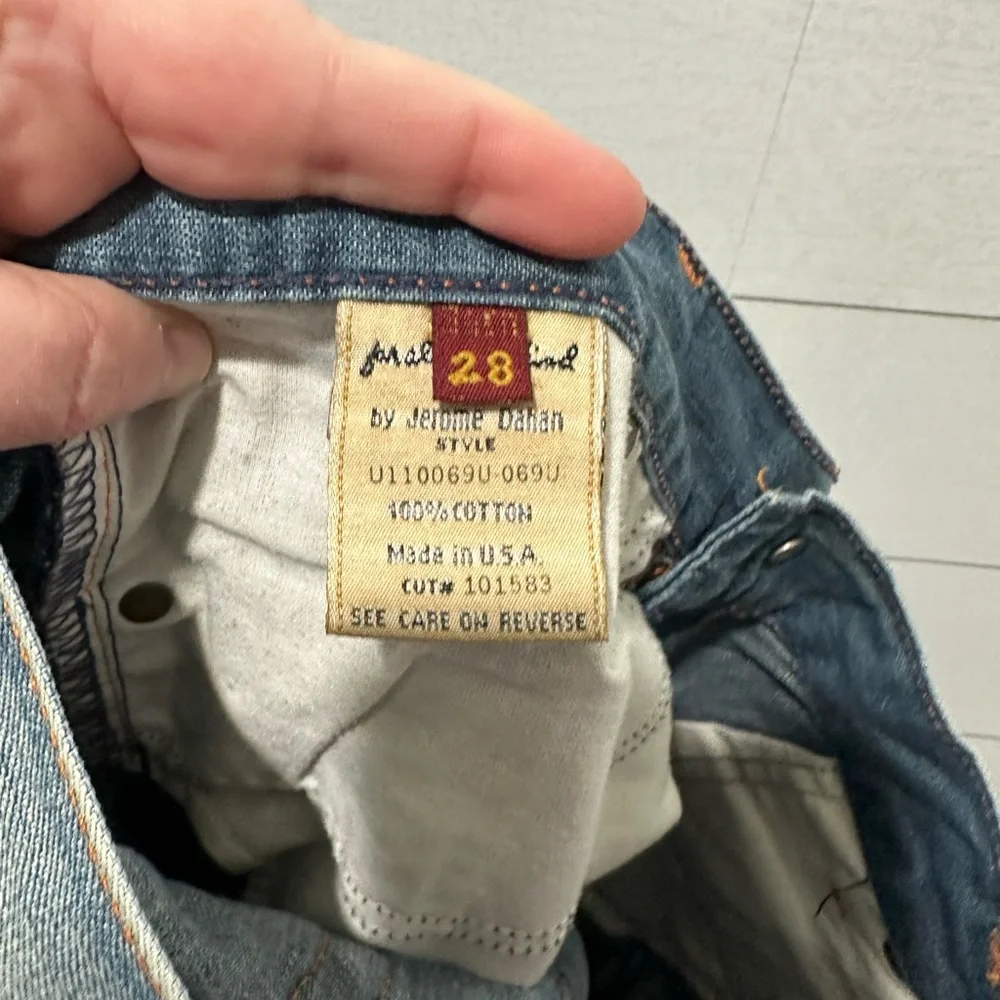 28
by Jerome Dahan
STYLE
U110069U-069U
100% COTTON
Made in U.S.A.
CUT# 101583
SEE CARE ON REVERSE